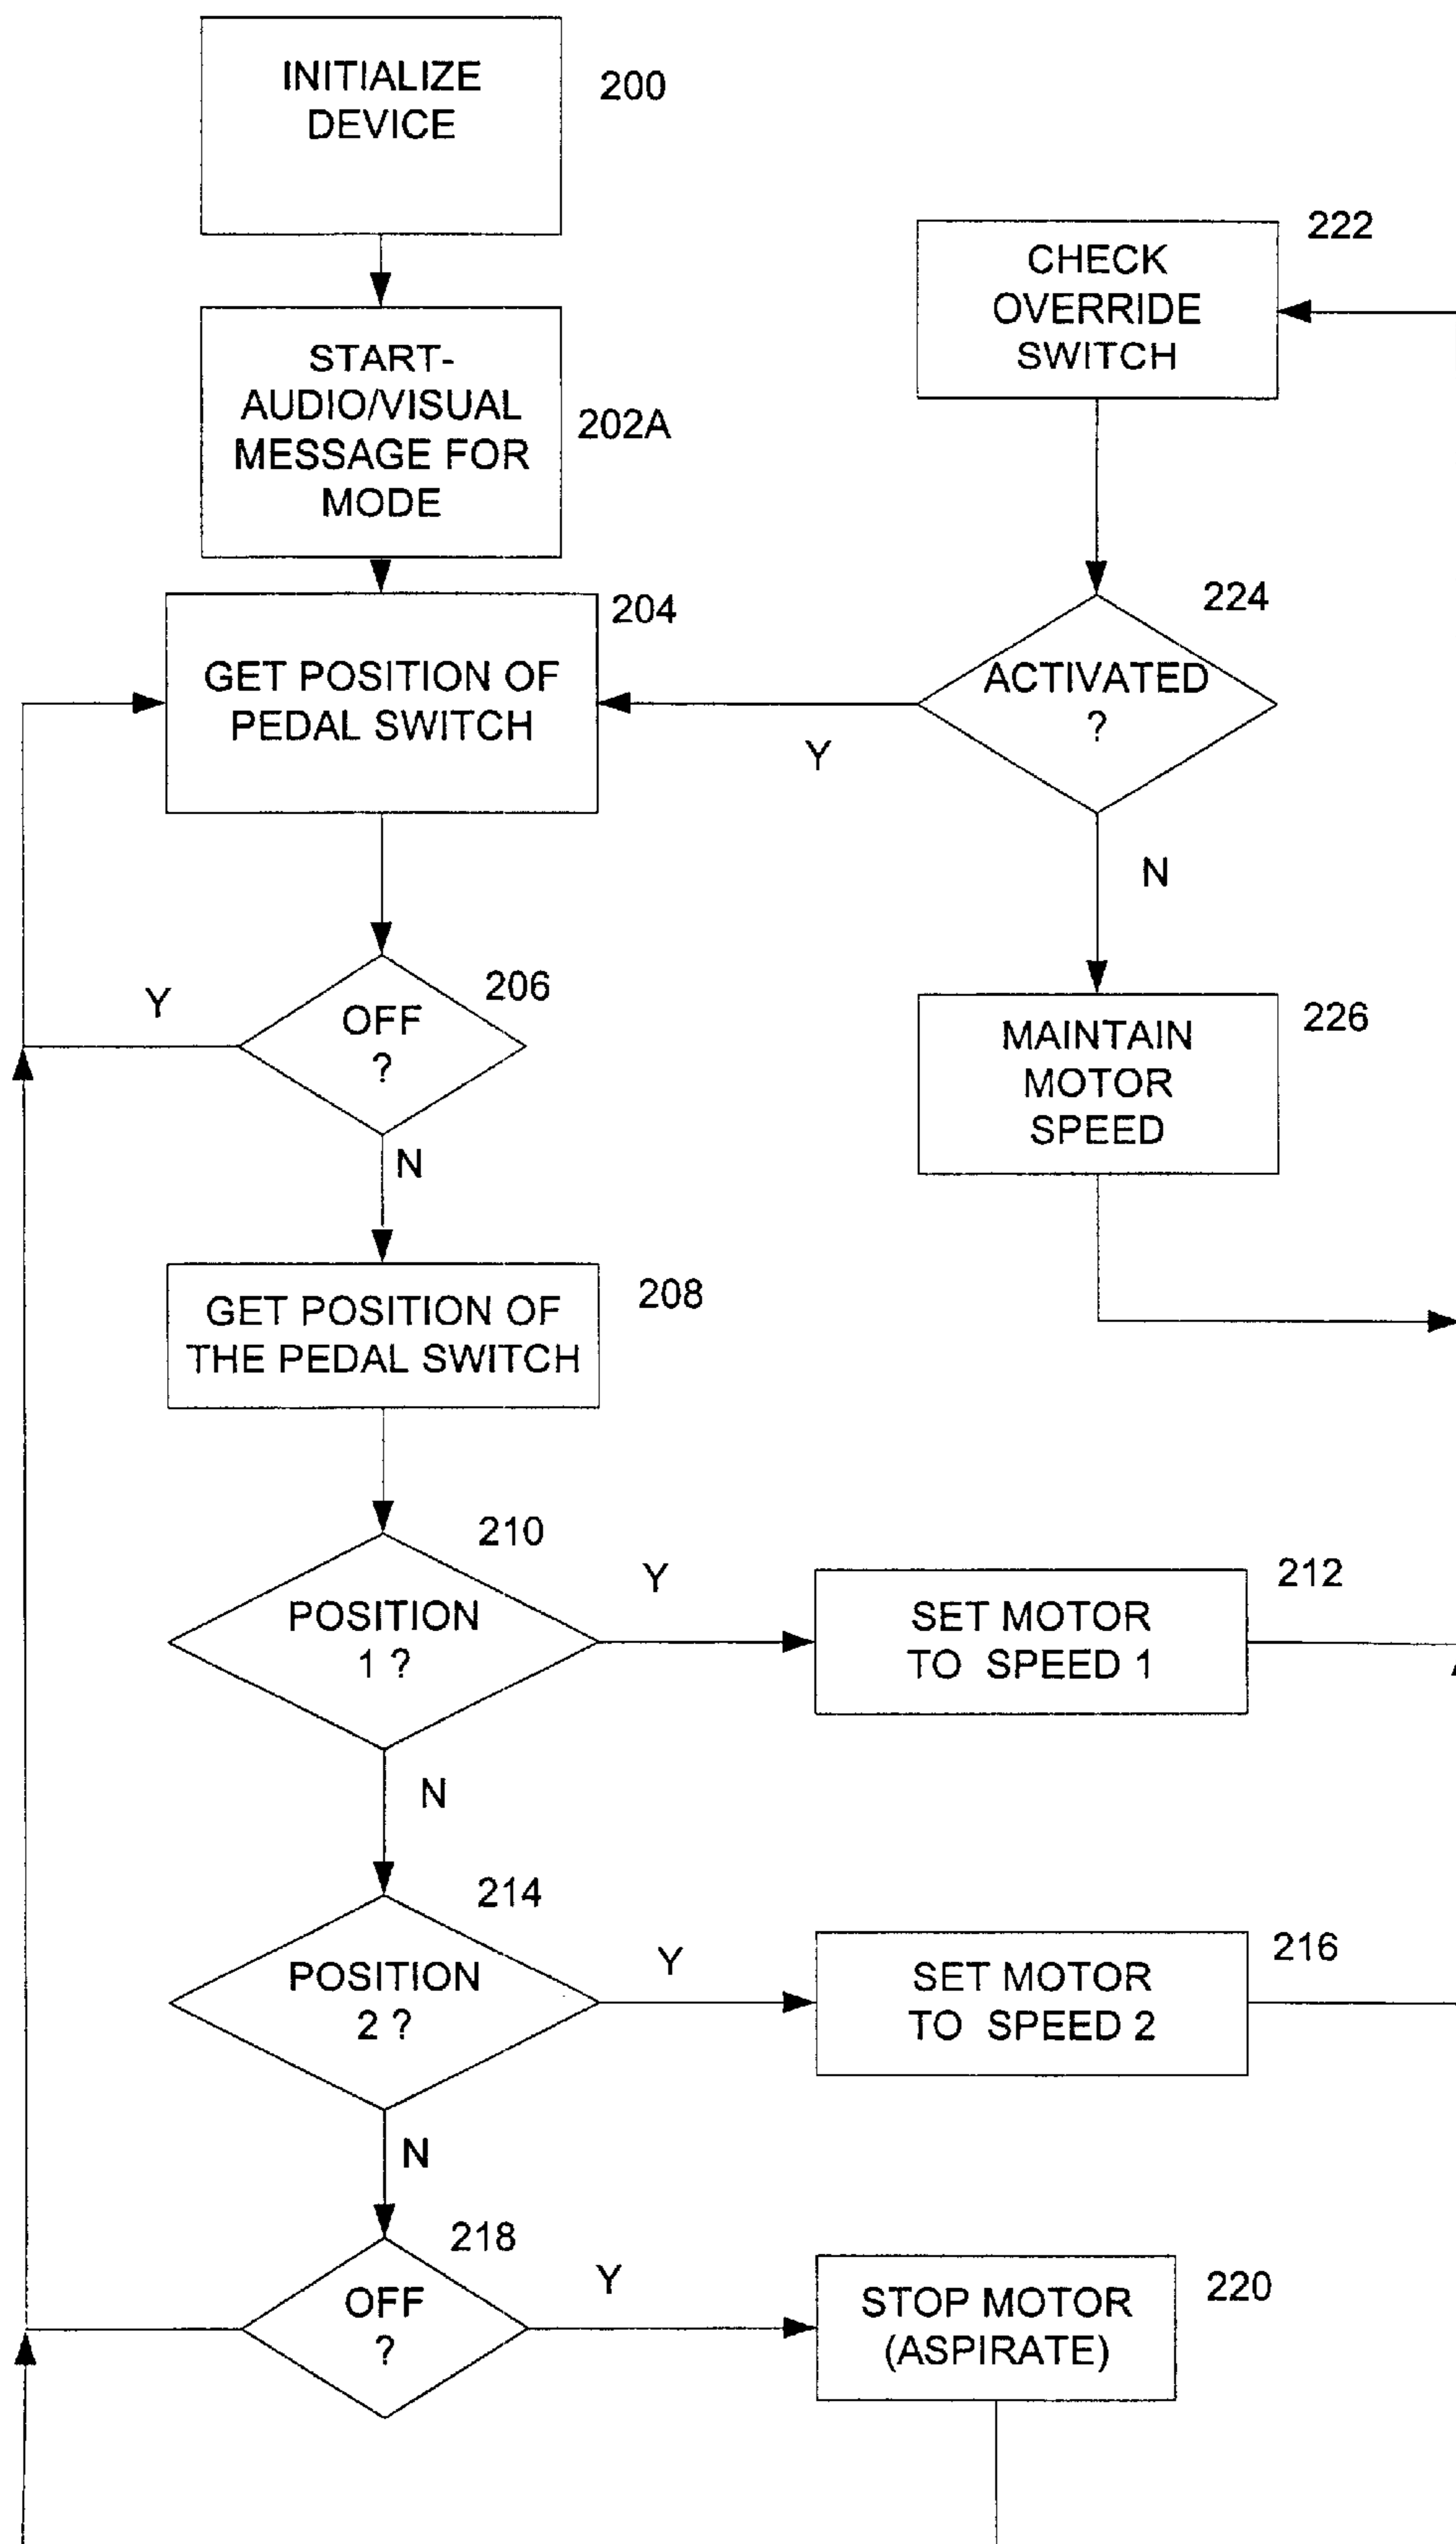 INITIALIZE
DEVICE
200
START-
AUDIO/VISUAL
MESSAGE FOR
MODE
202A
GET POSITION OF
PEDAL SWITCH
204
Y
OFF
?
206
N
GET POSITION OF
THE PEDAL SWITCH
208
POSITION
1 ?
210
Y
SET MOTOR
TO SPEED 1
212
N
POSITION
2 ?
214
Y
SET MOTOR
TO SPEED 2
216
N
OFF
?
218
Y
STOP MOTOR
(ASPIRATE)
220
CHECK
OVERRIDE
SWITCH
222
ACTIVATED
?
224
Y
N
MAINTAIN
MOTOR
SPEED
226